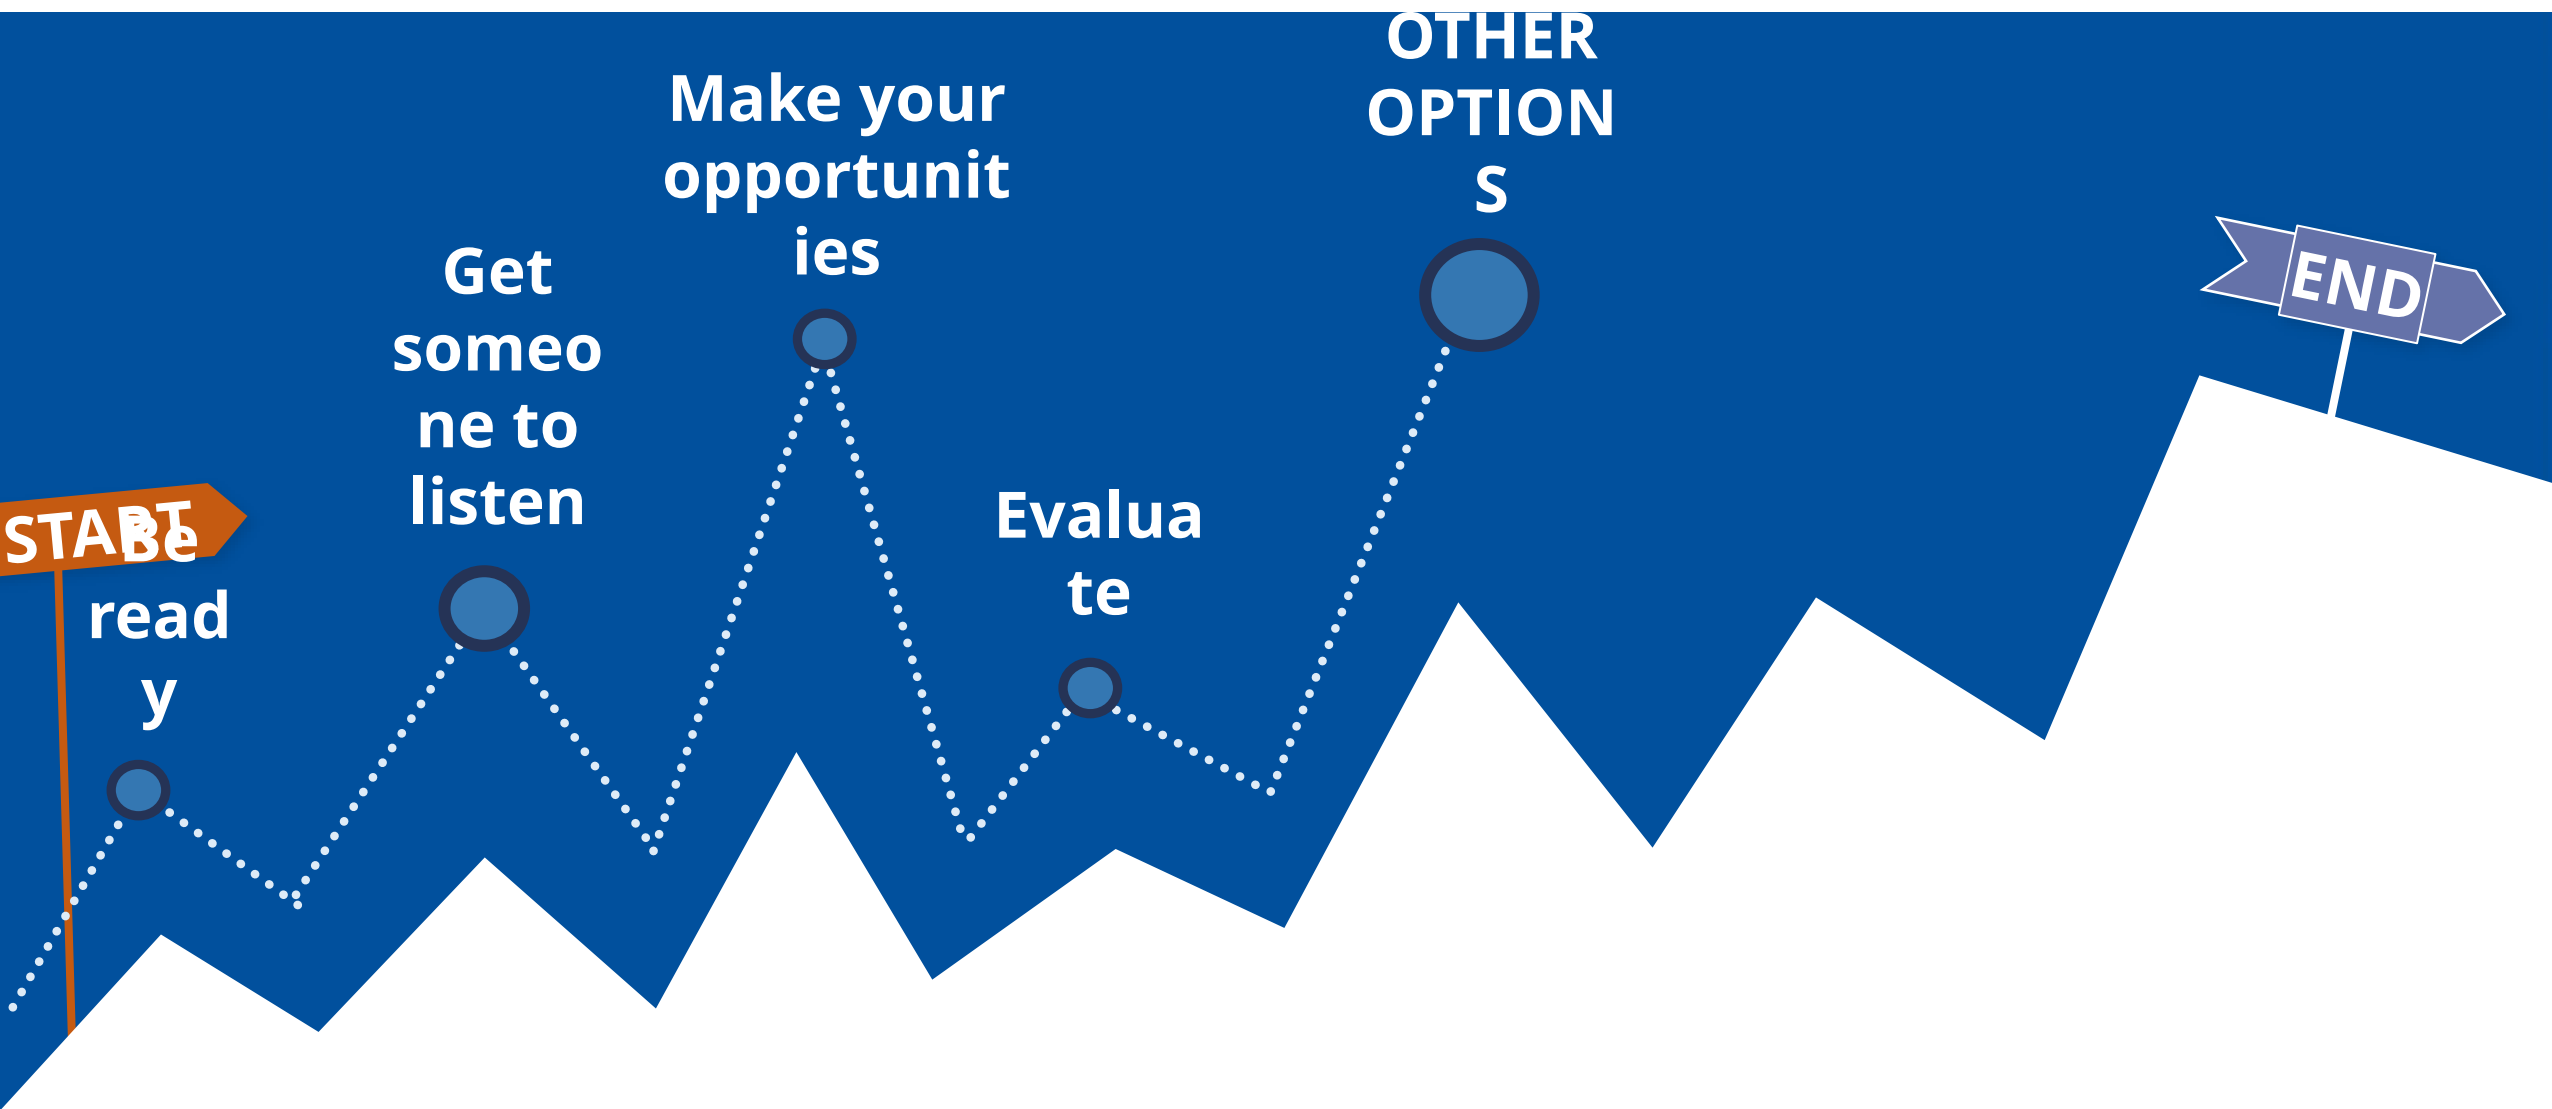 START
Be
read
y
Get
someo
ne to
listen
Make your
opportunit
ies
Evalua
te
OTHER
OPTION
S
END